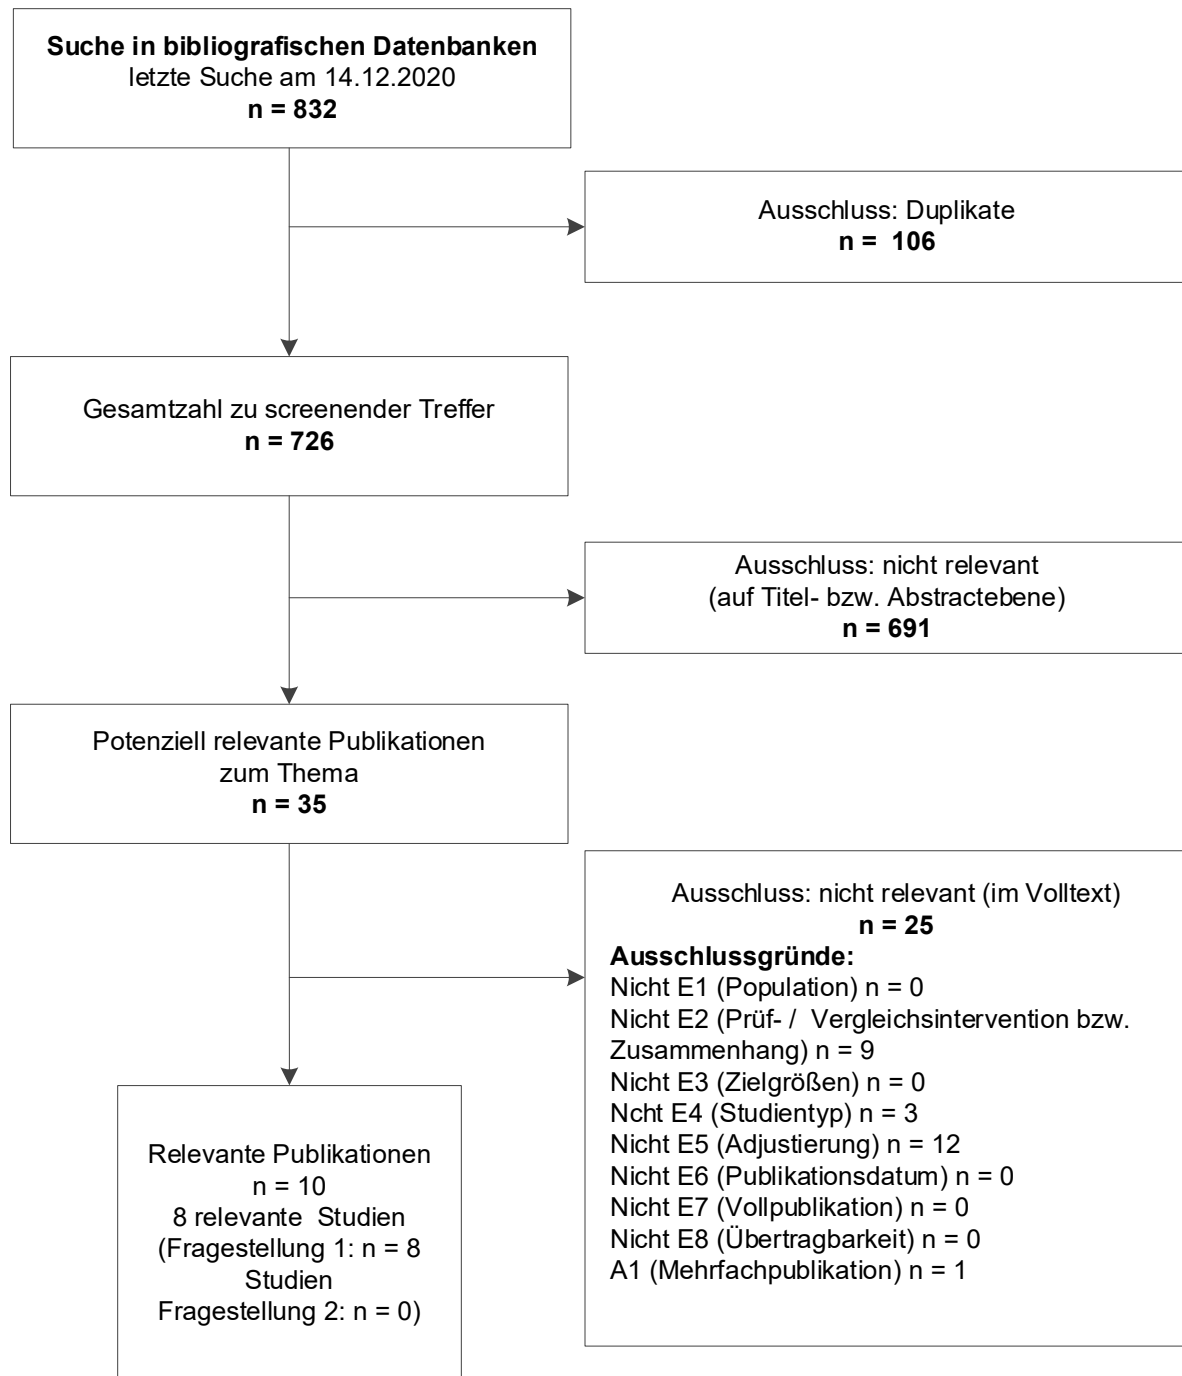 Suche in bibliografischen Datenbanken
letzte Suche am 14.12.2020
n = 832
Ausschluss: Duplikate
n =  106
Gesamtzahl zu screenender Treffer
n = 726
Ausschluss: nicht relevant
(auf Titel- bzw. Abstractebene)
n = 691
Potenziell relevante Publikationen
zum Thema
n = 35
Ausschluss: nicht relevant (im Volltext)
n = 25
Ausschlussgründe:
Nicht E1 (Population) n = 0
Nicht E2 (Prüf- /  Vergleichsintervention bzw.
Zusammenhang) n = 9
Nicht E3 (Zielgrößen) n = 0
Ncht E4 (Studientyp) n = 3
Nicht E5 (Adjustierung) n = 12
Nicht E6 (Publikationsdatum) n = 0
Nicht E7 (Vollpublikation) n = 0
Nicht E8 (Übertragbarkeit) n = 0
A1 (Mehrfachpublikation) n = 1
Relevante Publikationen
n = 10
8 relevante  Studien
(Fragestellung 1: n = 8
Studien
Fragestellung 2: n = 0)